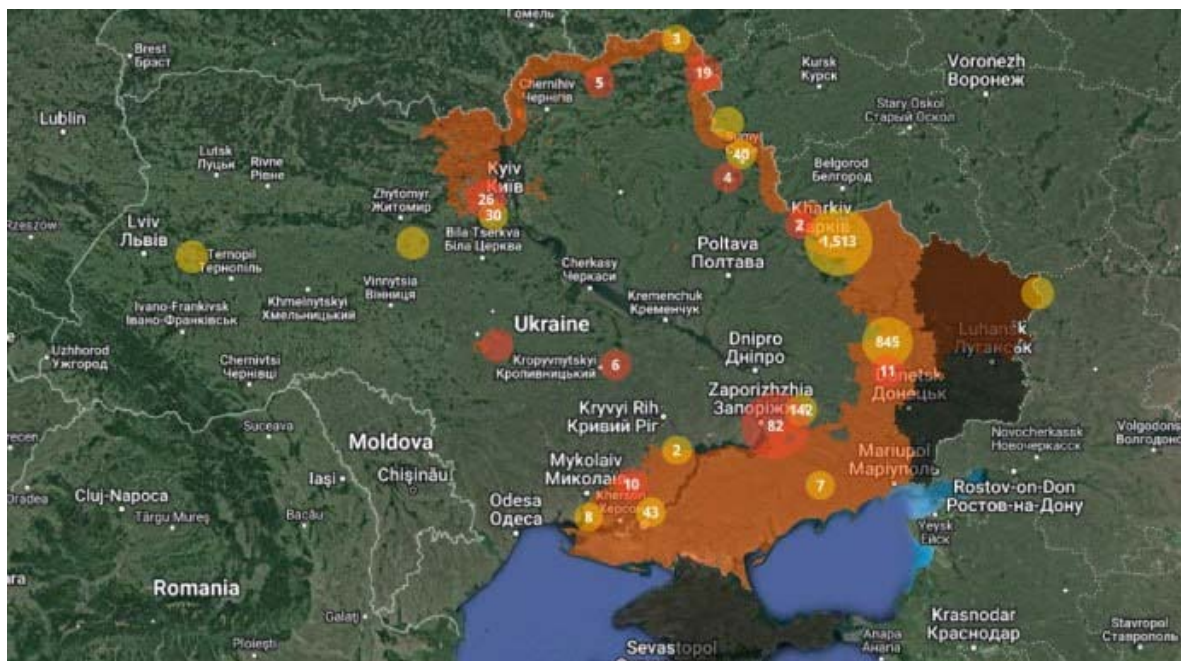 Гомель
3
Brest
Брэст
Chernihiv
Чернігів
5
19
Kursk
Курск
Voronezh
Воронеж
Stary Oskol
Старый Оскол
Lublin
Lutsk
Луцьк
Rivne
Рівне
Kyiv
Київ
40
4
Belgorod
Белгород
Zhytomyr
Житомир
26
30
Kharkiv
2
1,513
Rzeszów
Lviv
Львів
Ternopil
Тернопіль
Bila Tserkva
Біла Церква
Poltava
Полтава
Vinnytsia
Вінниця
Cherkasy
Черкаси
Khmelnytskyi
Хмельницький
Ivano-Frankivsk
Івано-Франківськ
Kremenchuk
Кременчук
Ukraine
Luhansk
Луганськ
Uzhhorod
Ужгород
Chernivtsi
Чернівці
Kropyvnytskyi
Кропивницький
6
Dnipro
Дніпро
845
11
Donetsk
Донецьк
Zaporizhzhia
142
82
Kryvyi Rih
Кривий Ріг
Suceava
Moldova
Chișinău
Iași
2
Novocherkassk
Новочеркасск
Mariupol
Маріуполь
Mykolaiv
10
7
Rostov-on-Don
Ростов-на-Дону
Oradea
Cluj-Napoca
Târgu Mureș
Bacău
Odesa
Одеса
8
43
Yeysk
Ейск
Romania
Galați
Krasnodar
Краснодар
Stavropol
Ставрополь
Ploiești
Sevastopol
Anapa
Анапа